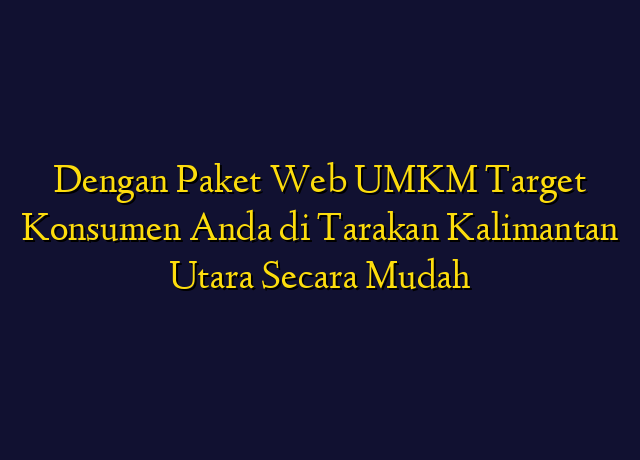 Dengan Paket Web UMKM Target
Konsumen Anda di Tarakan Kalimantan
Utara Secara Mudah